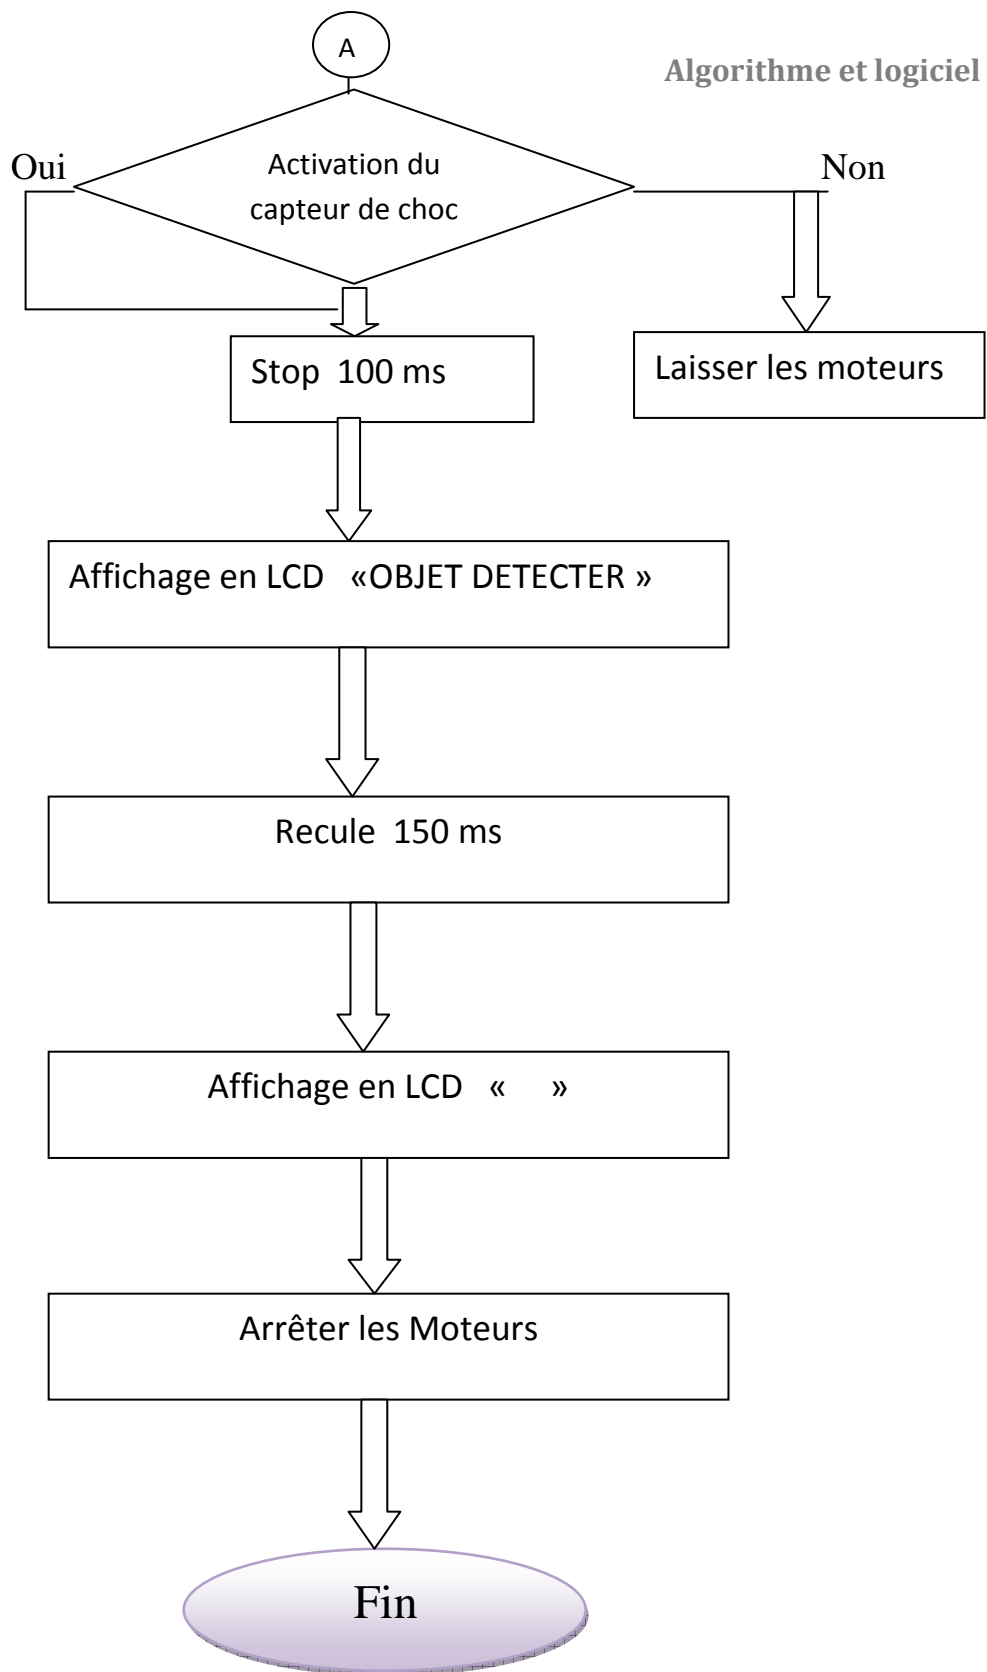 A
Algorithme et logiciel
Oui
Activation du
capteur de choc
Non
Stop 100 ms
Laisser les moteurs
Affichage en LCD «OBJET DETECTER »
Recule 150 ms
Affichage en LCD « »
Arrêter les Moteurs
Fin